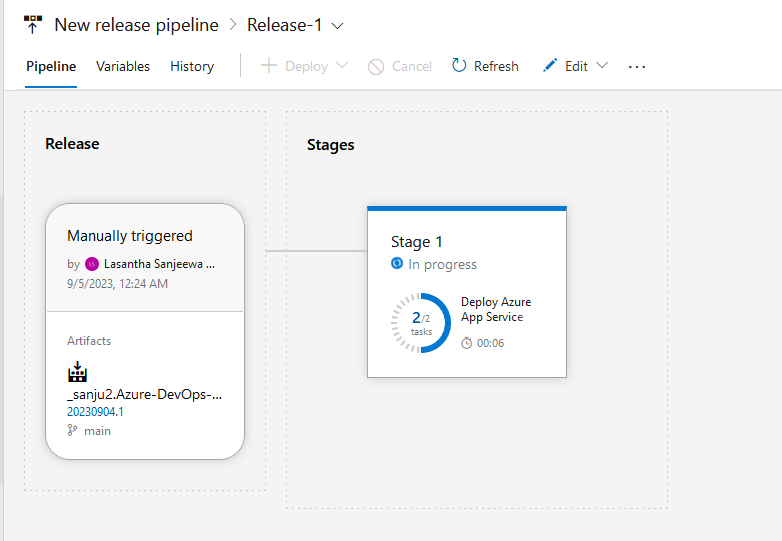 New release pipeline > Release-1
Pipeline Variables History Deploy Cancel Refresh Edit ...
Release
Manually triggered
by LS Lasantha Sanjeewa ...
9/5/2023, 12:24 AM
Artifacts
_sanju2.Azure-DevOps-...
20230904.1
main
Stages
Stage 1
In progress
2/2
tasks
Deploy Azure
App Service
00:06